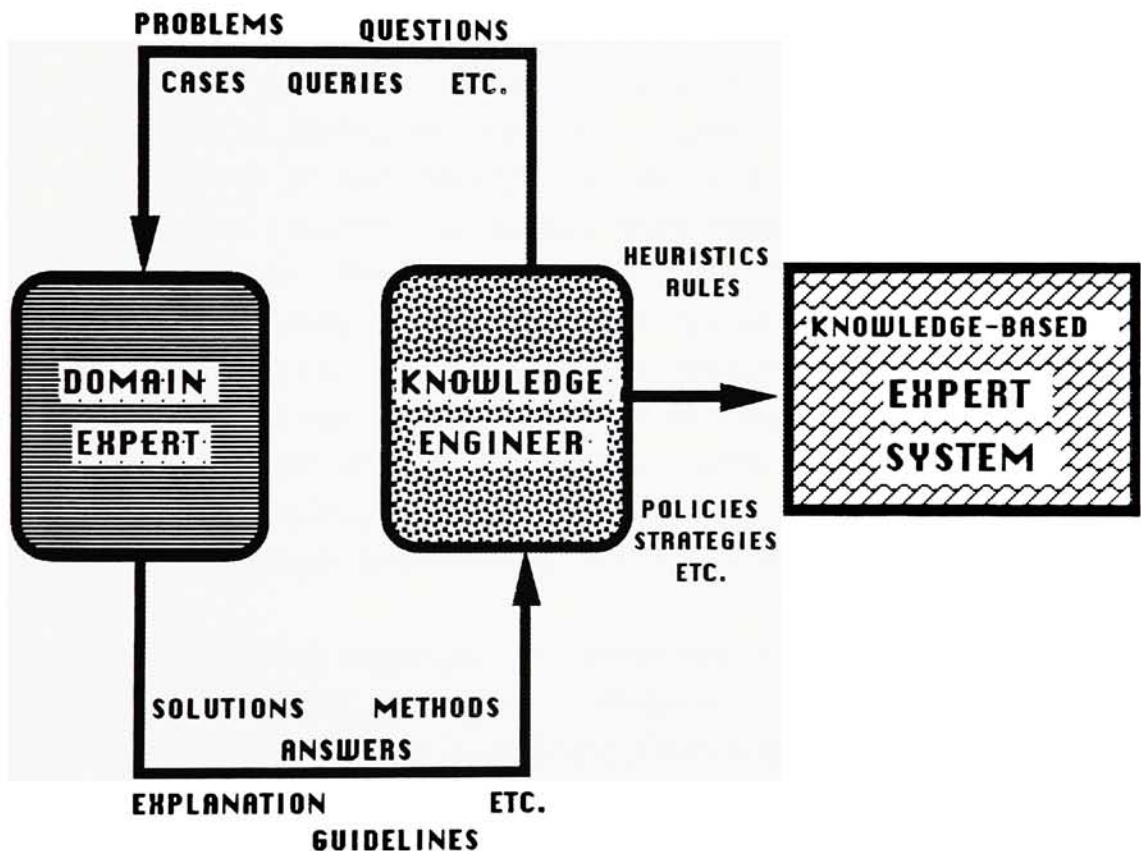 PROBLEMS QUESTIONS
CASES QUERIES ETC.
HEURISTICS
RULES
DOMAIN
EXPERT
KNOWLEDGE
ENGINEER
KNOWLEDGE-BASED
EXPERT
SYSTEM
POLICIES
STRATEGIES
ETC.
SOLUTIONS METHODS
ANSWERS
EXPLANATION ETC.
GUIDELINES